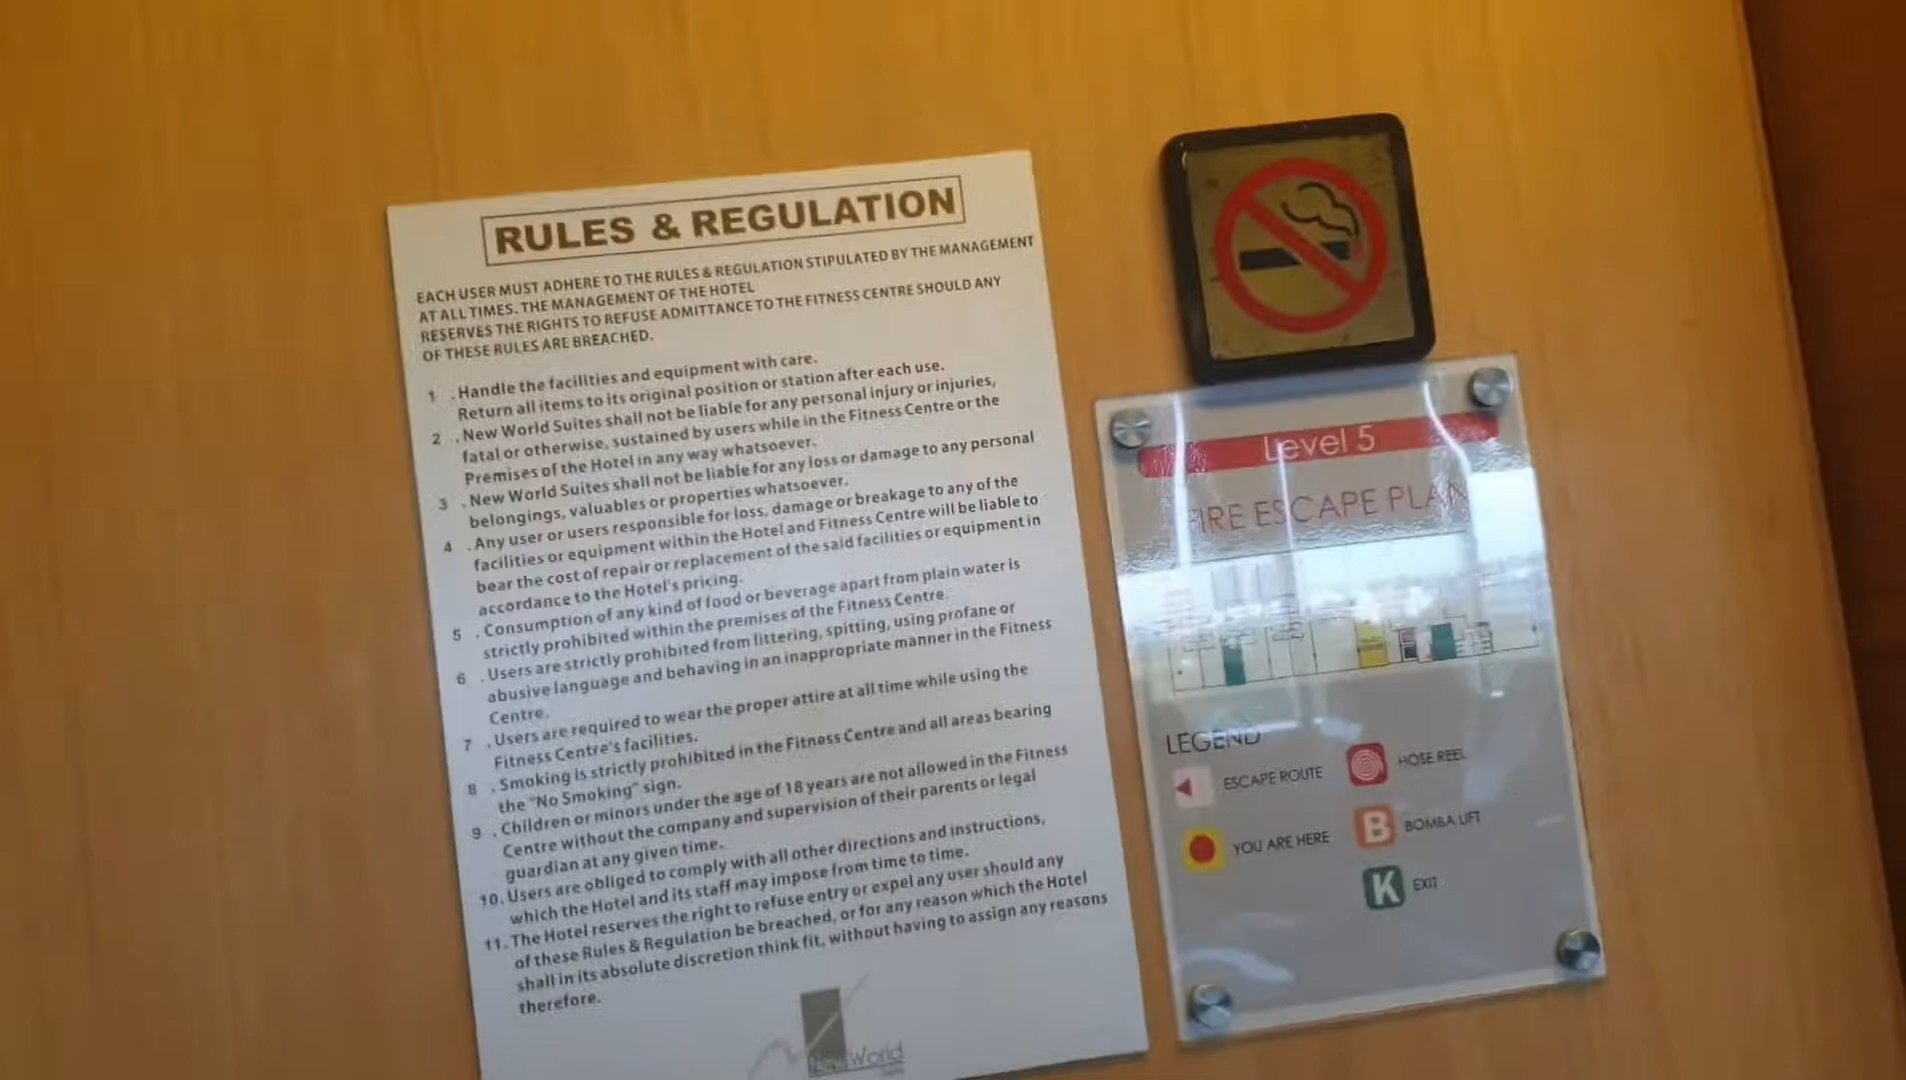 RULES & REGULATION
EACH USER MUST ADHERE TO THE RULES & REGULATION STIPULATED BY THE MANAGEMENT
AT ALL TIMES. THE MANAGEMENT OF THE HOTEL
RESERVES THE RIGHTS TO REFUSE ADMITTANCE TO THE FITNESS CENTRE SHOULD ANY
OF THESE RULES ARE BREACHED.
1 . Handle the facilities and equipment with care.
Return all items to its original position or station after each use.
2 . New World Suites shall not be liable for any personal injury or injuries,
fatal or otherwise, sustained by users while in the Fitness Centre or the
Premises of the Hotel in any way whatsoever.
3 . New World Suites shall not be liable for any loss or damage to any personal
belongings, valuables or properties whatsoever.
4 . Any user or users responsible for loss, damage or breakage to any of the
facilities or equipment within the Hotel and Fitness Centre will be liable to
bear the cost of repair or replacement of the said facilities or equipment in
accordance to the Hotel's pricing.
5 . Consumption of any kind of food or beverage apart from plain water is
strictly prohibited within the premises of the Fitness Centre.
6 . Users are strictly prohibited from littering, spitting, using profane or
abusive language and behaving in an inappropriate manner in the Fitness
Centre.
7 . Users are required to wear the proper attire at all time while using the
Fitness Centre's facilities.
8 . Smoking is strictly prohibited in the Fitness Centre and all areas bearing
the "No Smoking" sign.
9 . Children or minors under the age of 18 years are not allowed in the Fitness
Centre without the company and supervision of their parents or legal
guardian at any given time.
10. Users are obliged to comply with all other directions and instructions,
which the Hotel and its staff may impose from time to time.
11. The Hotel reserves the right to refuse entry or expel any user should any
of these Rules & Regulation be breached, or for any reason which the Hotel
shall in its absolute discretion think fit, without having to assign any reasons
therefore.
New World
Level 5
FIRE ESCAPE PLAN
LEGEND
ESCAPE ROUTE
HOSE REEL
YOU ARE HERE
B BOMBA LIFT
K EXIT